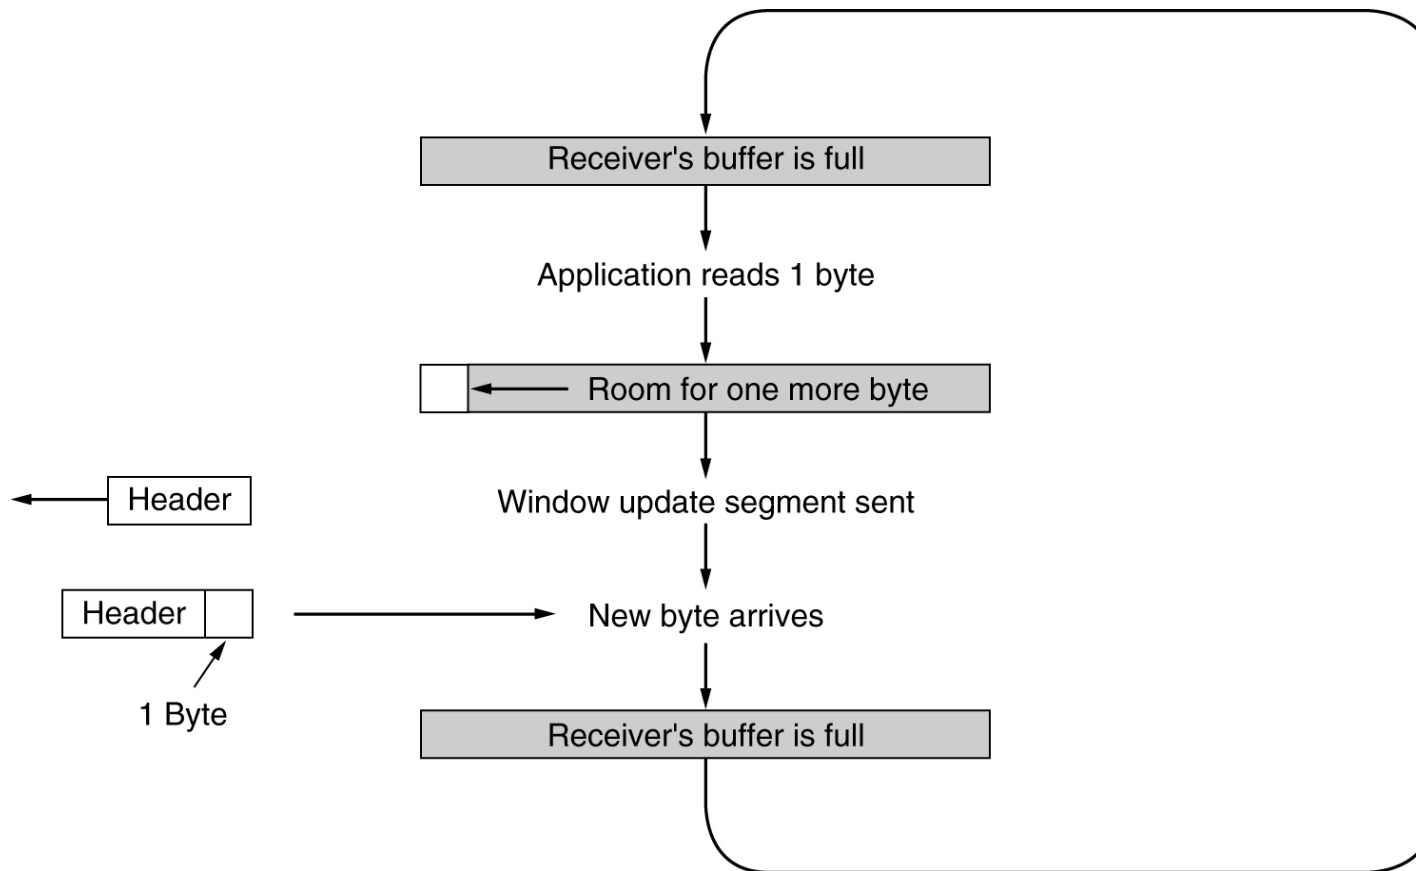 Receiver's buffer is full
Application reads 1 byte
Room for one more byte
Header
Window update segment sent
Header
New byte arrives
1 Byte
Receiver's buffer is full